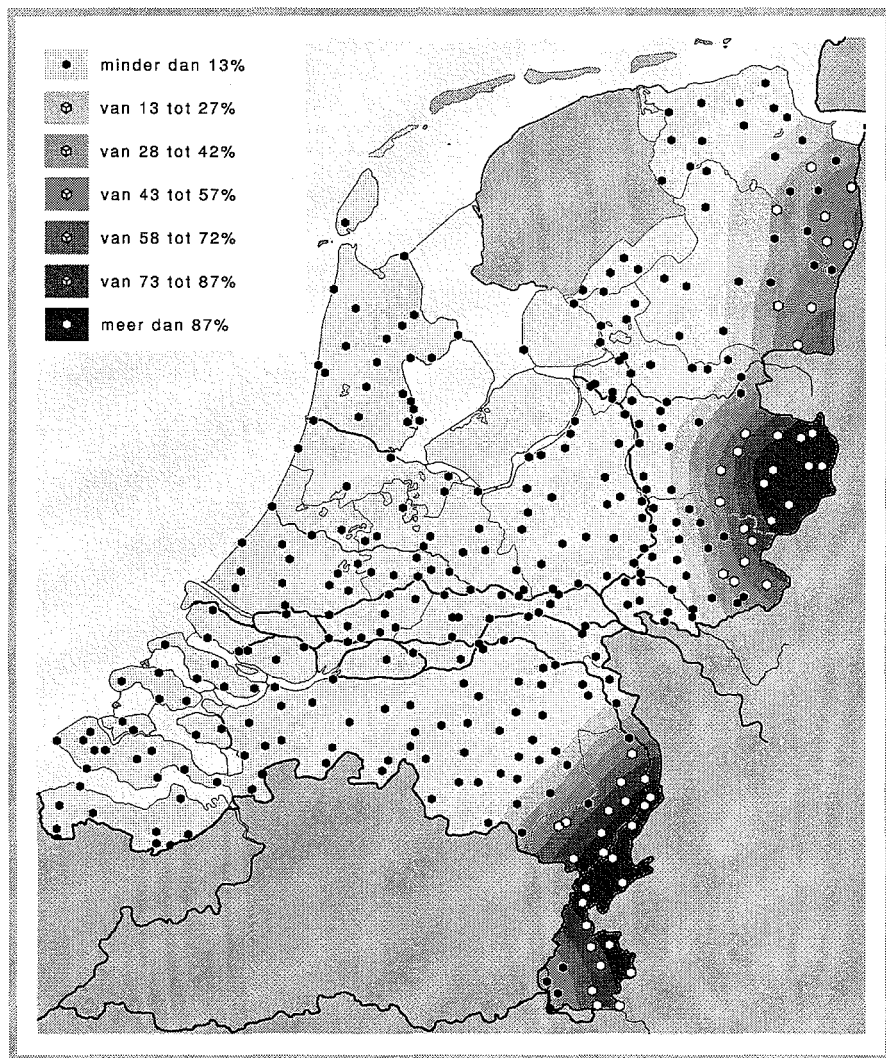 minder dan 13%
van 13 tot 27%
van 28 tot 42%
van 43 tot 57%
van 58 tot 72%
van 73 tot 87%
meer dan 87%